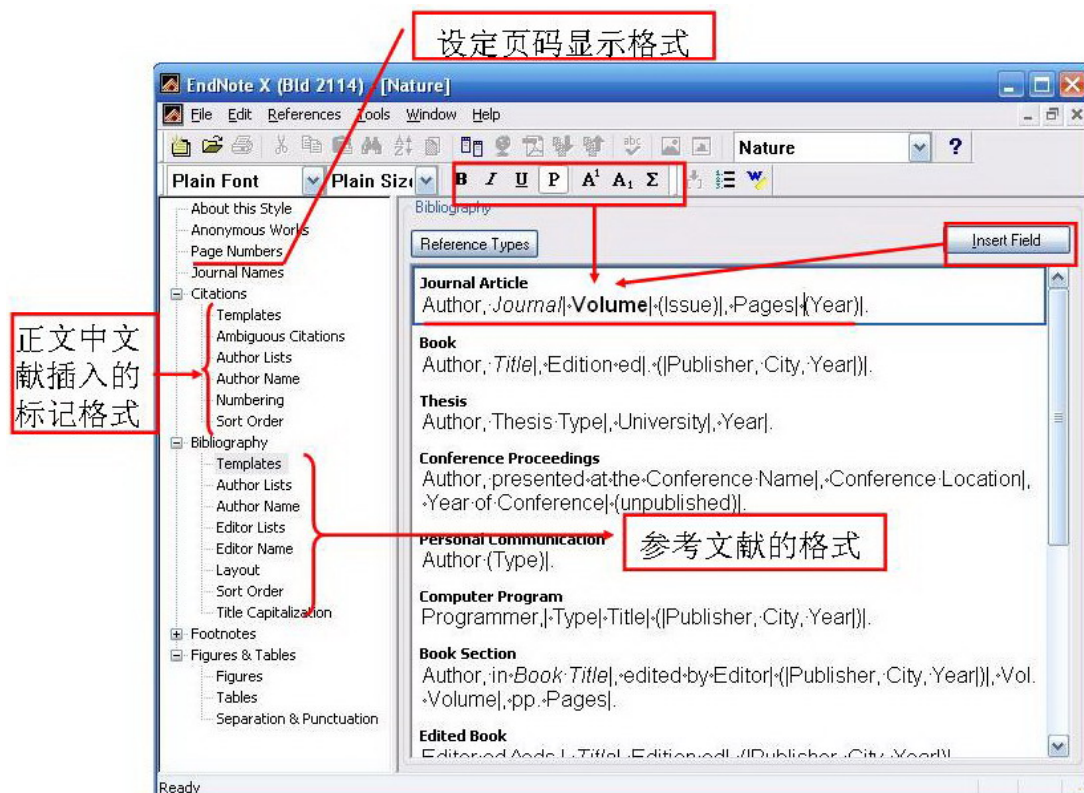 设定页码显示格式
EndNote X (Bld 2114) - [Nature]
File Edit References Tools Window Help
Nature
?
Plain Font
B I U P A¹ A₁ Σ
About this Style
Anonymous Works
Page Numbers
Journal Names
Citations
Templates
Ambiguous Citations
Author Lists
Author Name
Numbering
Sort Order
Bibliography
Templates
Author Lists
Author Name
Editor Lists
Editor Name
Layout
Sort Order
Title Capitalization
Footnotes
Figures & Tables
Figures
Tables
Separation & Punctuation
正文中文
献插入的
标记格式
Bibliography
Reference Types
Insert Field
Journal Article
Author,·Journal|·Volume|·(Issue)|,·Pages|·(Year)|.
Book
Author,·Title|,·Edition·ed|.·(|Publisher,·City,·Year|)|.
Thesis
Author,·Thesis·Type|,·University|,·Year|.
Conference Proceedings
Author,·presented·at·the·Conference·Name|,·Conference·Location|,
·Year·of·Conference|·(unpublished)|.
Personal Communication
Author·(Type)|.
参考文献的格式
Computer Program
Programmer,|·Type|·Title|·(|Publisher,·City,·Year|)|.
Book Section
Author,·in·Book·Title|,·edited·by·Editor|·(|Publisher,·City,·Year|)|,·Vol.
·Volume|,·pp.·Pages|.
Edited Book
Ready